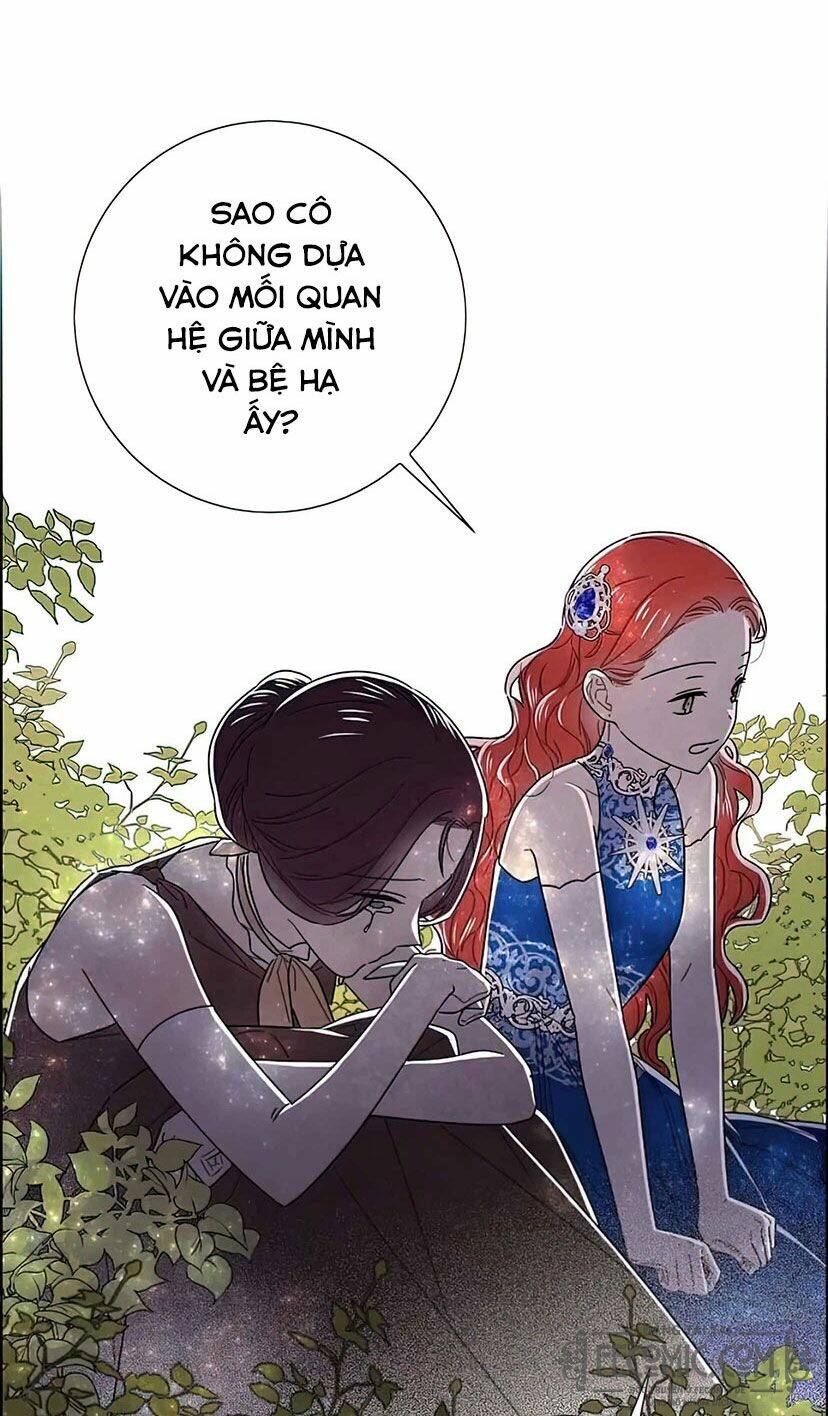 SAO CÔ
KHÔNG DỰA
VÀO MỐI QUAN
HỆ GIỮA MÌNH
VÀ BỆ HẠ
ẤY?